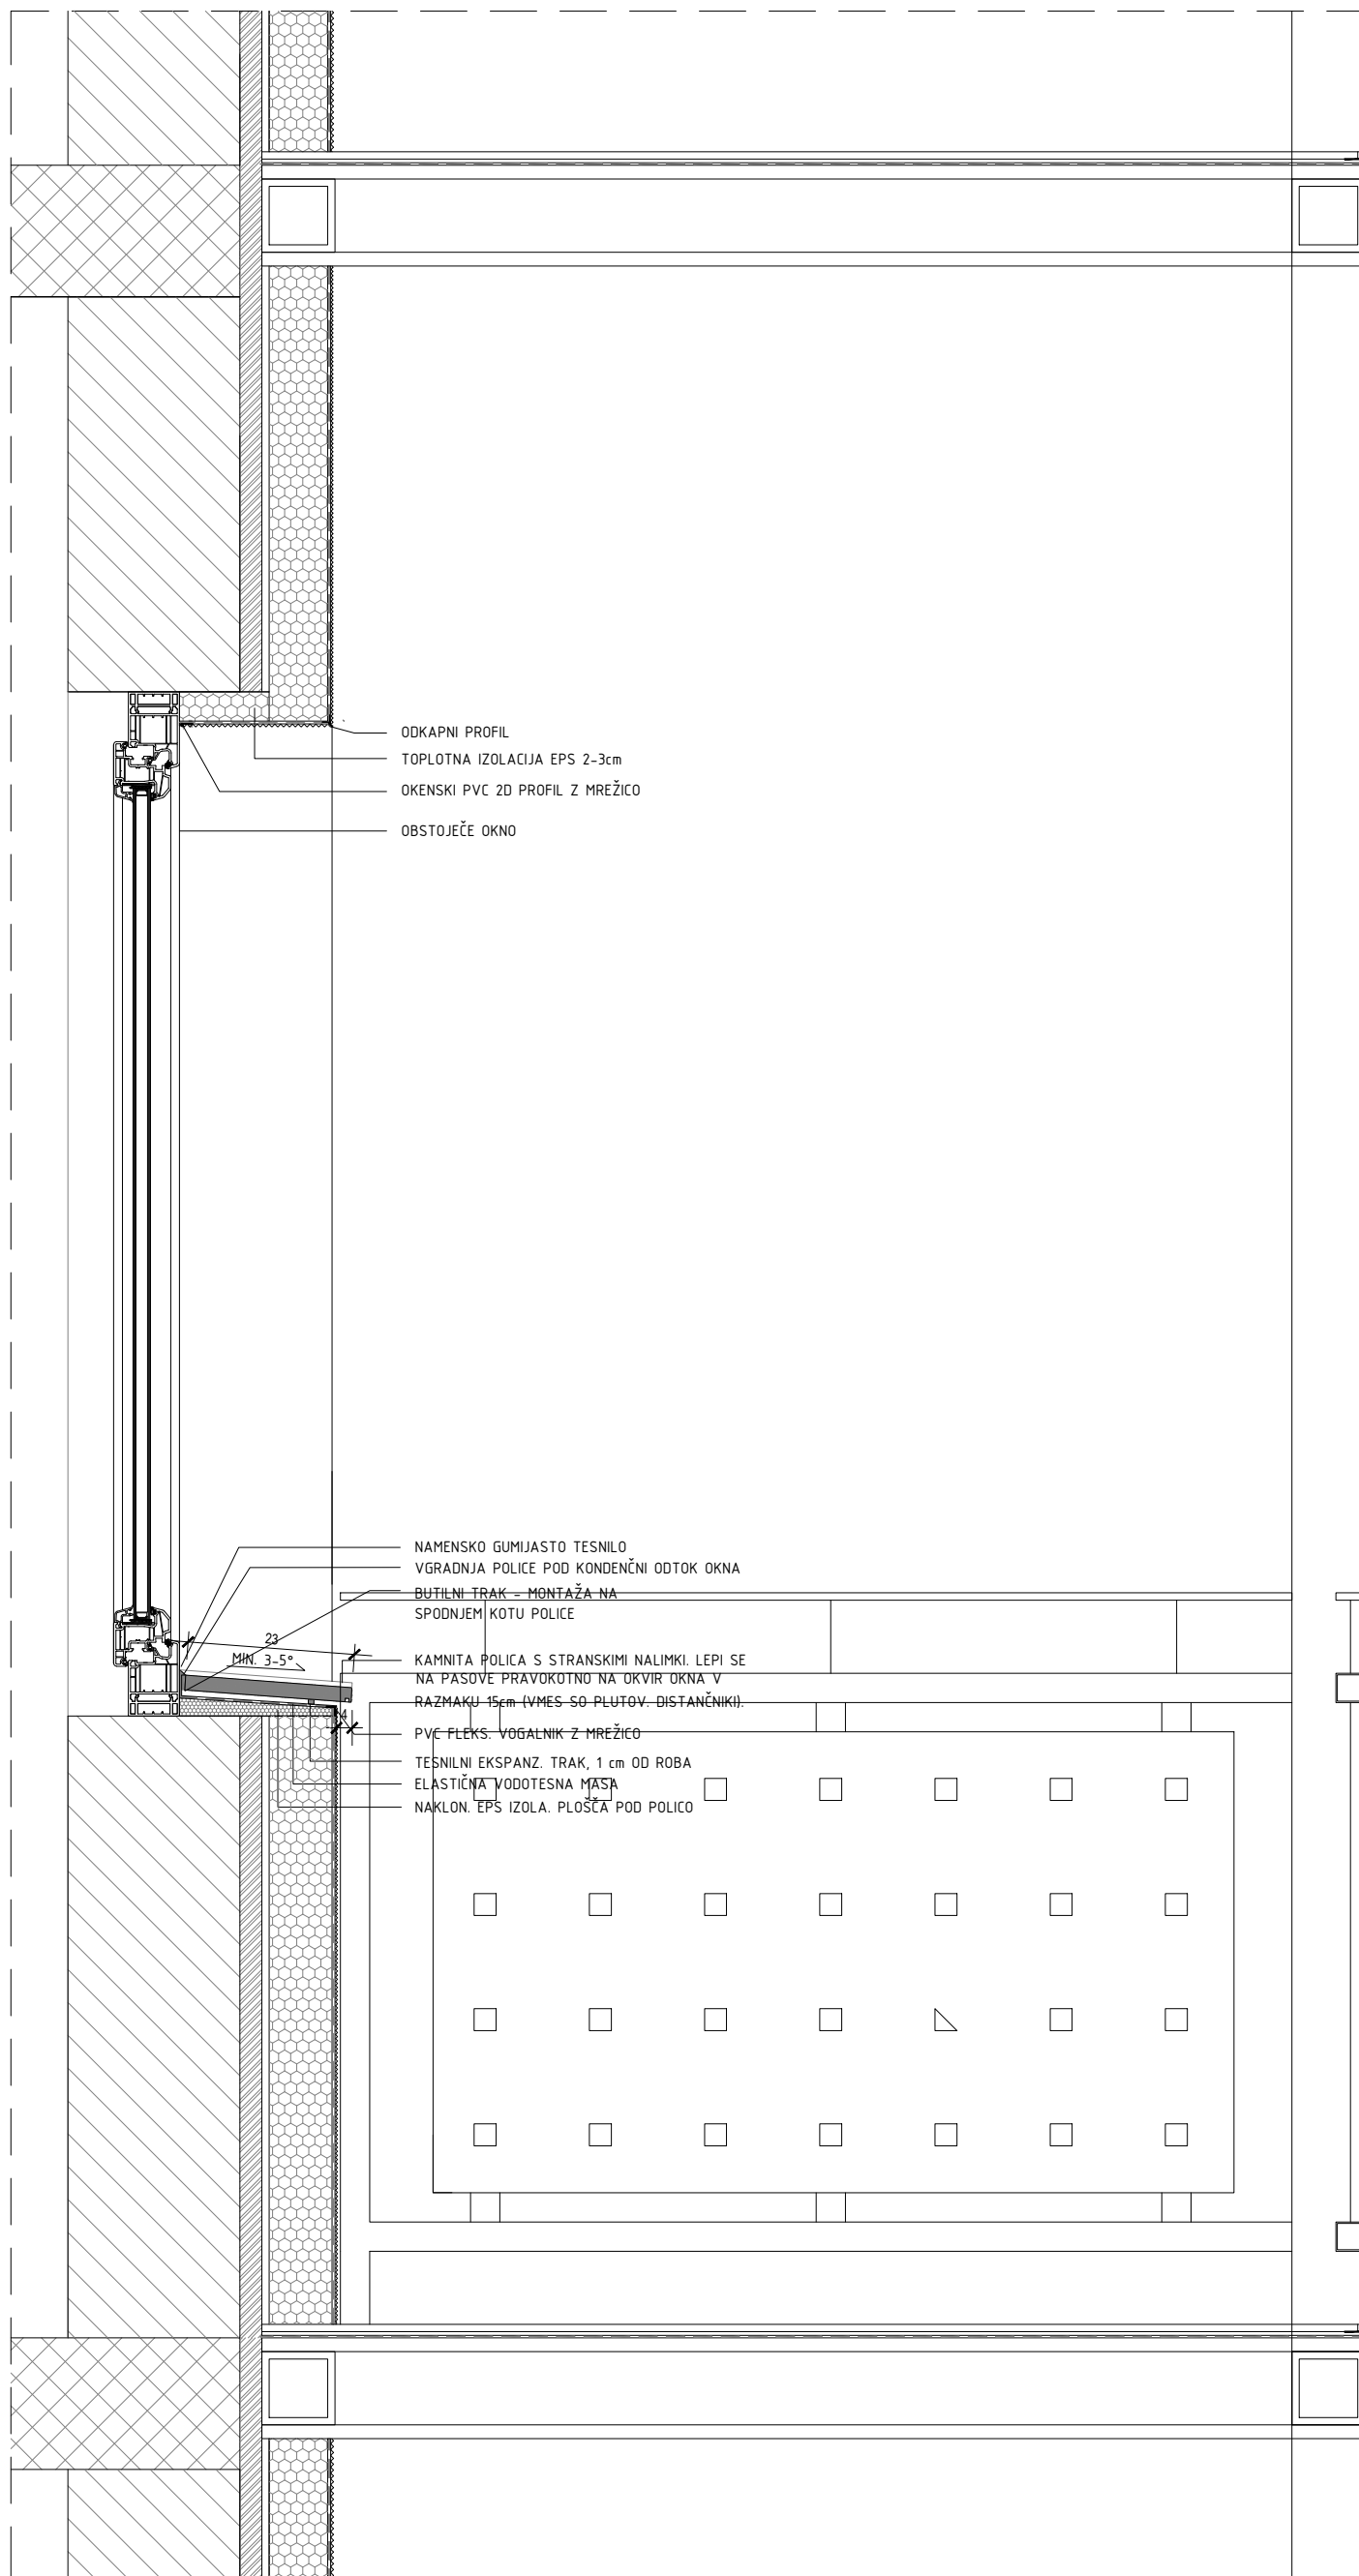 ODKAPNI PROFIL
TOPLOTNA IZOLACIJA EPS 2-3cm
OKENSKI PVC 2D PROFIL Z MREŽICO
OBSTOJEČE OKNO
NAMENSKO GUMIJASTO TESNILO
VGRADNJA POLICE POD KONDENČNI ODTOK OKNA
BUTILNI TRAK - MONTAŽA NA
SPODNJEM KOTU POLICE
23
MIN. 3-5°
KAMNITA POLICA S STRANSKIMI NALIMKI. LEPI SE
NA PASOVE PRAVOKOTNO NA OKVIR OKNA V
RAZMAKU 15cm (VMES SO PLUTOV. DISTANČNIKI).
4
PVC FLEKS. VOGALNIK Z MREŽICO
TESNILNI EKSPANZ. TRAK, 1 cm OD ROBA
ELASTIČNA VODOTESNA MASA
NAKLON. EPS IZOLA. PLOŠČA POD POLICO